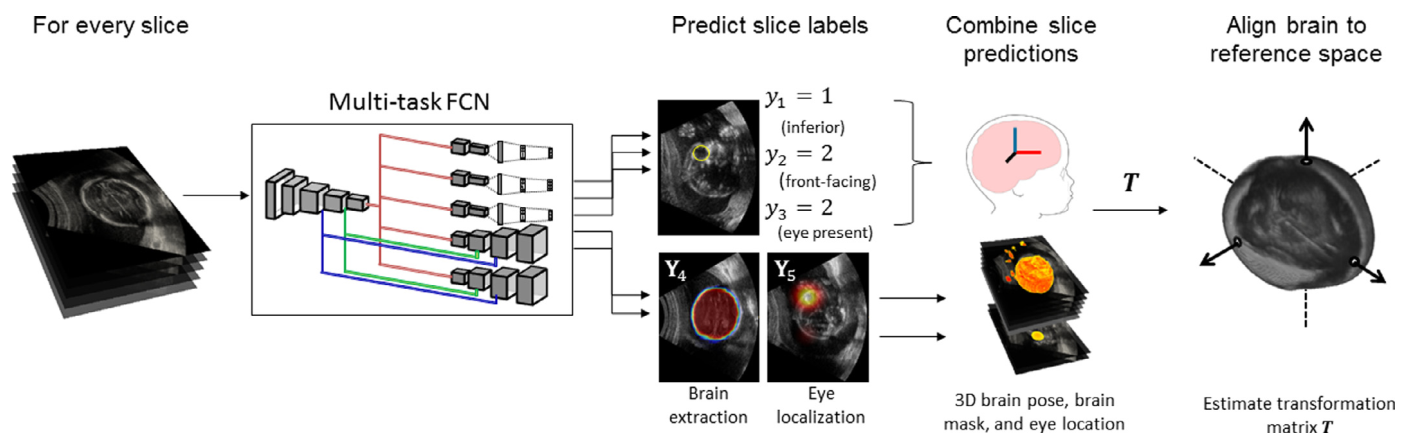 For every slice
Multi-task FCN
Predict slice labels
y₁ = 1
(inferior)
y₂ = 2
(front-facing)
y₃ = 2
(eye present)
Y₄
Y₅
Brain
extraction
Eye
localization
Combine slice
predictions
3D brain pose, brain
mask, and eye location
T
Align brain to
reference space
Estimate transformation
matrix T